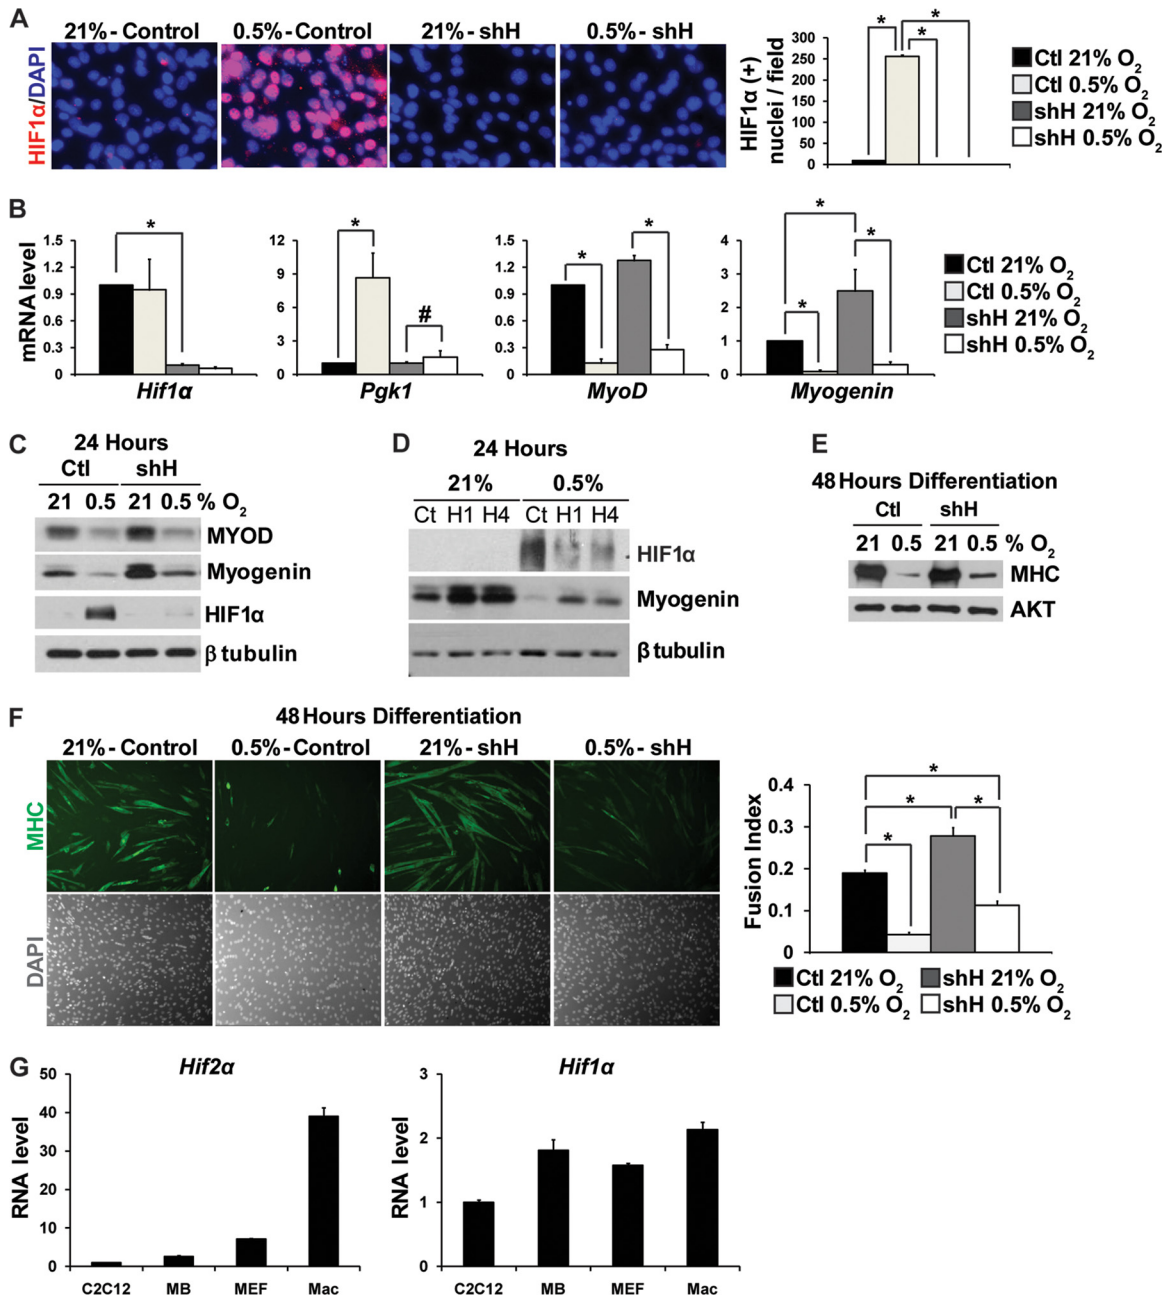 A
21% - Control
0.5% - Control
21% - shH
0.5% - shH
HIF1α/DAPI
HIF1α (+)
nuclei / field
300
250
200
150
100
50
0
*
*
*
Ctl 21% O2
Ctl 0.5% O2
shH 21% O2
shH 0.5% O2
B
mRNA level
1.5
1.2
0.9
0.6
0.3
0
*
Hif1α
12
9
6
3
0
*
#
Pgk1
1.5
1.2
0.9
0.6
0.3
0
*
*
MyoD
4
3
2
1
0
*
*
*
Myogenin
Ctl 21% O2
Ctl 0.5% O2
shH 21% O2
shH 0.5% O2
C
24 Hours
Ctl shH
21 0.5 21 0.5 % O2
MYOD
Myogenin
HIF1α
β tubulin
D
24 Hours
21% 0.5%
Ct H1 H4 Ct H1 H4
HIF1α
Myogenin
β tubulin
E
48 Hours Differentiation
Ctl shH
21 0.5 21 0.5 % O2
MHC
AKT
F
48 Hours Differentiation
21% - Control
0.5% - Control
21% - shH
0.5% - shH
MHC
DAPI
Fusion Index
0.4
0.3
0.2
0.1
0
*
*
*
*
Ctl 21% O2
shH 21% O2
Ctl 0.5% O2
shH 0.5% O2
G
Hif2α
RNA level
50
40
30
20
10
0
C2C12 MB MEF Mac
Hif1α
RNA level
3
2
1
0
C2C12 MB MEF Mac